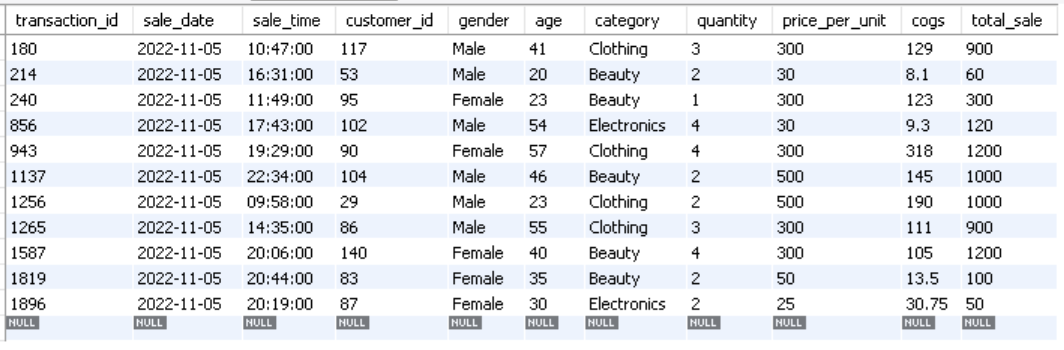 transaction_id sale_date sale_time customer_id gender age category quantity price_per_unit cogs total_sale
180 2022-11-05 10:47:00 117 Male 41 Clothing 3 300 129 900
214 2022-11-05 16:31:00 53 Male 20 Beauty 2 30 8.1 60
240 2022-11-05 11:49:00 95 Female 23 Beauty 1 300 123 300
856 2022-11-05 17:43:00 102 Male 54 Electronics 4 30 9.3 120
943 2022-11-05 19:29:00 90 Female 57 Clothing 4 300 318 1200
1137 2022-11-05 22:34:00 104 Male 46 Beauty 2 500 145 1000
1256 2022-11-05 09:58:00 29 Male 23 Clothing 2 500 190 1000
1265 2022-11-05 14:35:00 86 Male 55 Clothing 3 300 111 900
1587 2022-11-05 20:06:00 140 Female 40 Beauty 4 300 105 1200
1819 2022-11-05 20:44:00 83 Female 35 Beauty 2 50 13.5 100
1896 2022-11-05 20:19:00 87 Female 30 Electronics 2 25 30.75 50
NULL NULL NULL NULL NULL NULL NULL NULL NULL NULL NULL